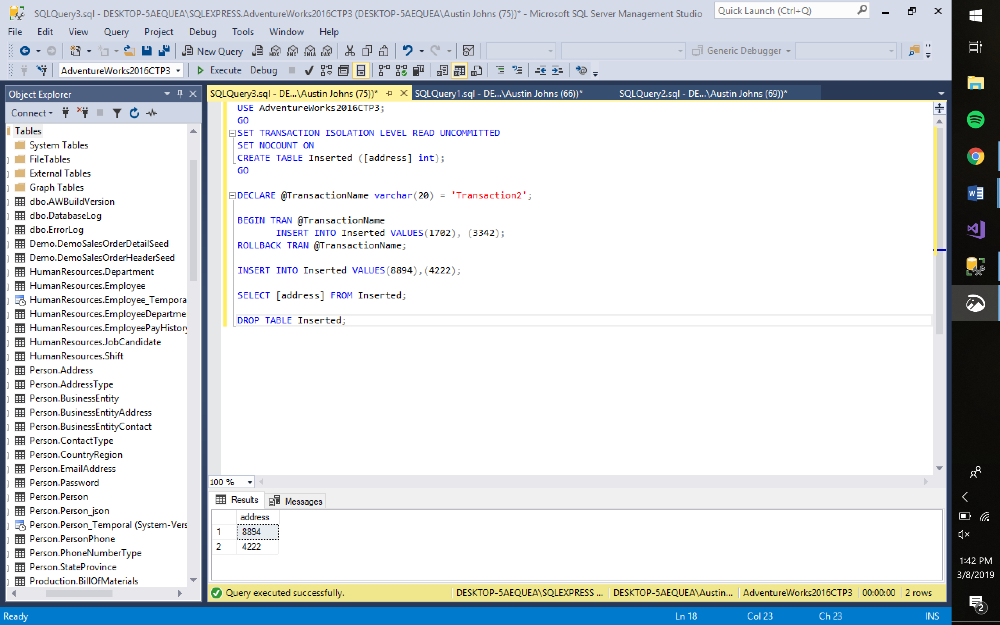 SQLQuery3.sql - DESKTOP-5AEQUEA\SQLEXPRESS.AdventureWorks2016CTP3 (DESKTOP-5AEQUEA\Austin Johns (75))* - Microsoft SQL Server Management Studio
Quick Launch (Ctrl+Q)
File Edit View Query Project Debug Tools Window Help
New Query MDX DMX XMLA DAX Generic Debugger
AdventureWorks2016CTP3 Execute Debug
Object Explorer
Connect
Tables
System Tables
FileTables
External Tables
Graph Tables
dbo.AWBuildVersion
dbo.DatabaseLog
dbo.ErrorLog
Demo.DemoSalesOrderDetailSeed
Demo.DemoSalesOrderHeaderSeed
HumanResources.Department
HumanResources.Employee
HumanResources.Employee_Tempora
HumanResources.EmployeeDepartme
HumanResources.EmployeePayHistory
HumanResources.JobCandidate
HumanResources.Shift
Person.Address
Person.AddressType
Person.BusinessEntity
Person.BusinessEntityAddress
Person.BusinessEntityContact
Person.ContactType
Person.CountryRegion
Person.EmailAddress
Person.Password
Person.Person
Person.Person_json
Person.Person_Temporal (System-Vers
Person.PersonPhone
Person.PhoneNumberType
Person.StateProvince
Production.BillOfMaterials
SQLQuery3.sql - DE...\Austin Johns (75))* SQLQuery1.sql - DE...\Austin Johns (66))* SQLQuery2.sql - DE...\Austin Johns (69))*
USE AdventureWorks2016CTP3;
GO
SET TRANSACTION ISOLATION LEVEL READ UNCOMMITTED
SET NOCOUNT ON
CREATE TABLE Inserted ([address] int);
GO
DECLARE @TransactionName varchar(20) = 'Transaction2';
BEGIN TRAN @TransactionName
INSERT INTO Inserted VALUES(1702), (3342);
ROLLBACK TRAN @TransactionName;
INSERT INTO Inserted VALUES(8894),(4222);
SELECT [address] FROM Inserted;
DROP TABLE Inserted;
100 %
Results Messages
address
1 8894
2 4222
Query executed successfully. DESKTOP-5AEQUEA\SQLEXPRESS ... DESKTOP-5AEQUEA\Austin... AdventureWorks2016CTP3 00:00:00 2 rows
Ready Ln 18 Col 23 Ch 23 INS
1:42 PM
3/8/2019
2